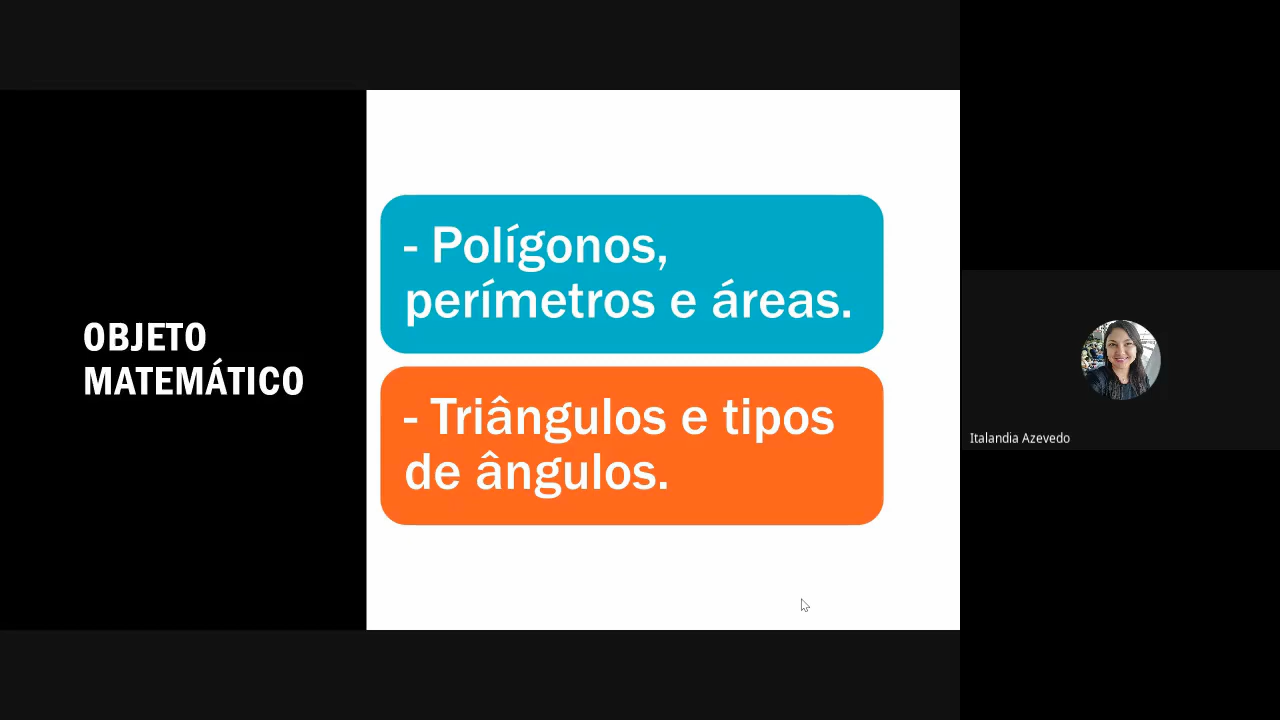 OBJETO
MATEMÁTICO
- Polígonos,
perímetros e áreas.
- Triângulos e tipos
de ângulos.
Italandia Azevedo